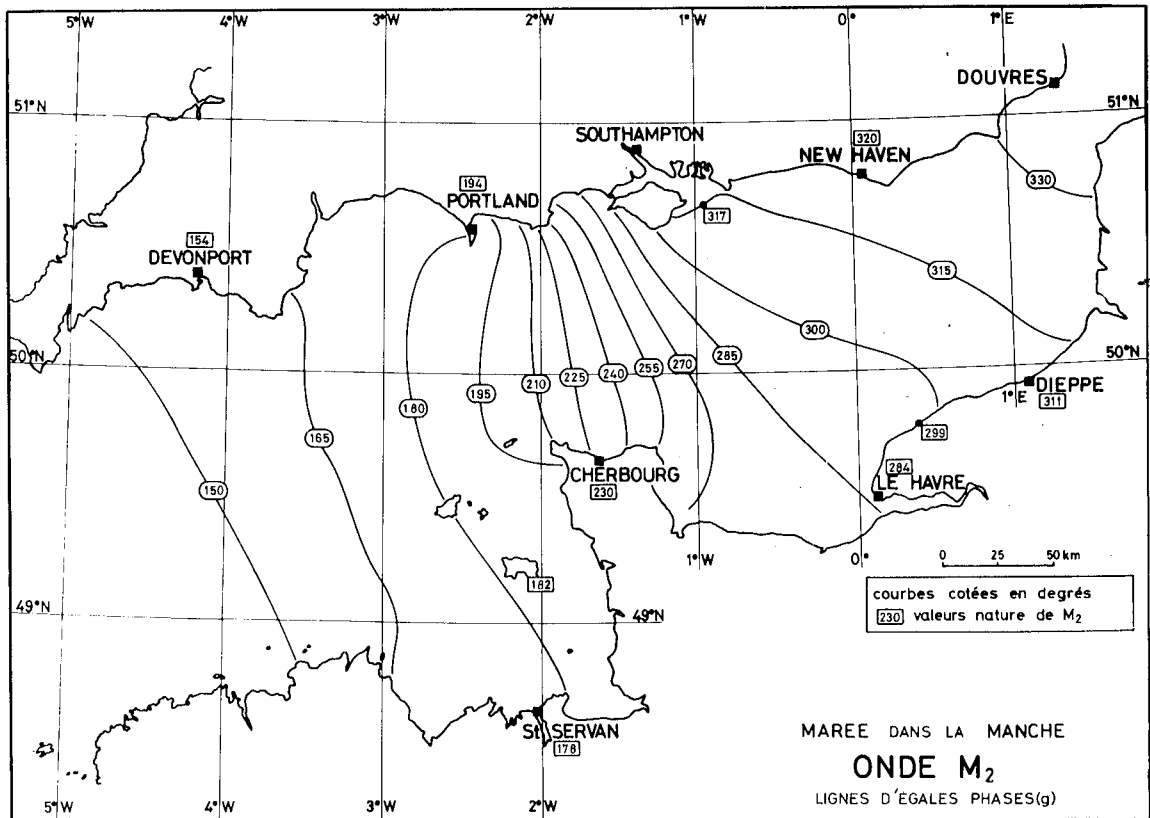 5°W 4°W 3°W 2°W 1°W 0° 1°E
DOUVRES
51°N
51°N
SOUTHAMPTON
320
NEW HAVEN
330
194
PORTLAND
317
154
DEVONPORT
315
300
50°N
50°N
180
195
210
225
240
255
270
285
DIEPPE
1°E
311
299
165
CHERBOURG
230
284
LE HAVRE
150
1°W
0°
0 25 50 km
182
courbes cotées en degrés
230 valeurs nature de M2
49°N
49°N
St SERVAN
178
MAREE DANS LA MANCHE
ONDE M2
LIGNES D'ÉGALES PHASES(g)
5°W 4°W 3°W 2°W